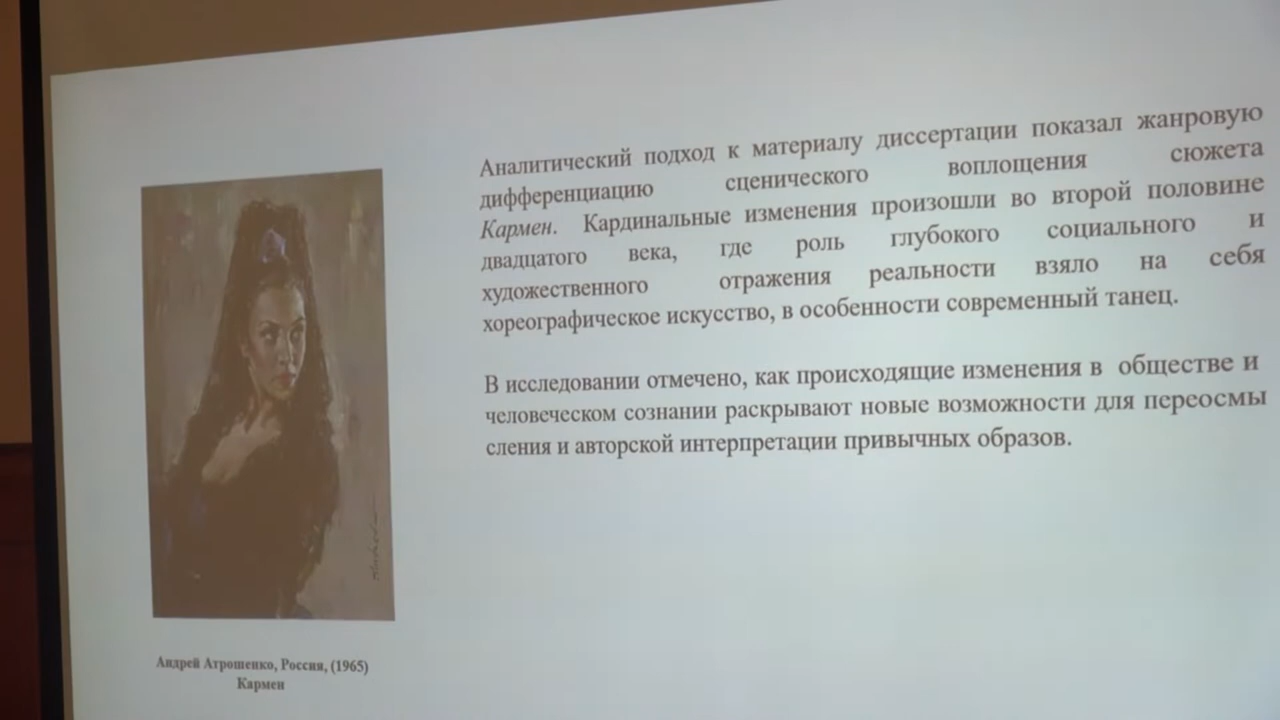 Аналитический подход к материалу диссертации показал жанровую
дифференциацию сценического воплощения сюжета
Кармен. Кардинальные изменения произошли во второй половине
двадцатого века, где роль глубокого социального и
художественного отражения реальности взяло на себя
хореографическое искусство, в особенности современный танец.
В исследовании отмечено, как происходящие изменения в обществе и
человеческом сознании раскрывают новые возможности для переосмы
сления и авторской интерпретации привычных образов.
Андрей Атрошенко, Россия, (1965)
Кармен